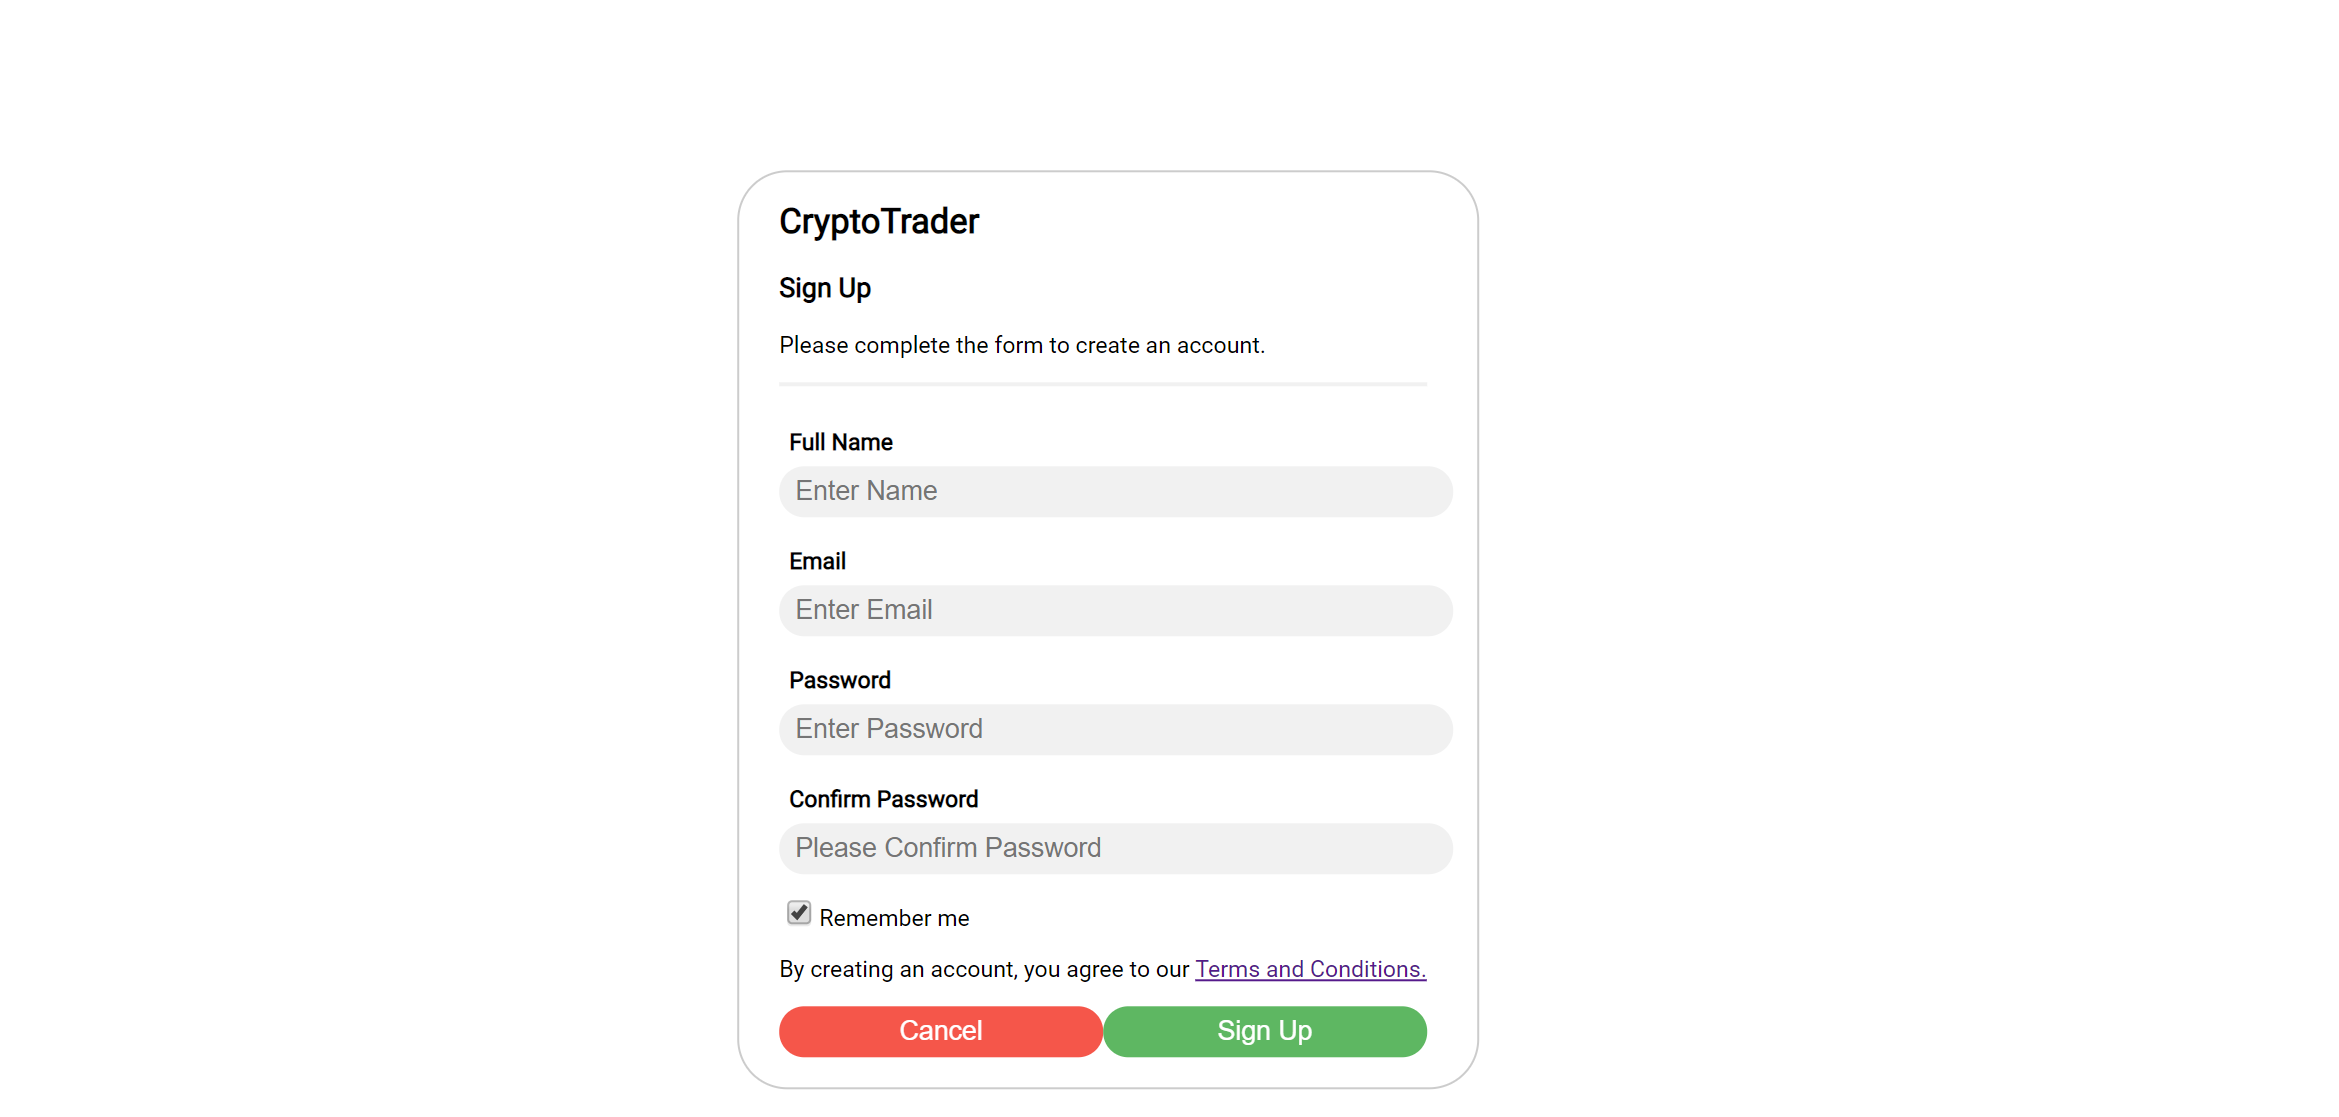 CryptoTrader
Sign Up
Please complete the form to create an account.
Full Name
Enter Name
Email
Enter Email
Password
Enter Password
Confirm Password
Please Confirm Password
Remember me
By creating an account, you agree to our Terms and Conditions.
Cancel Sign Up